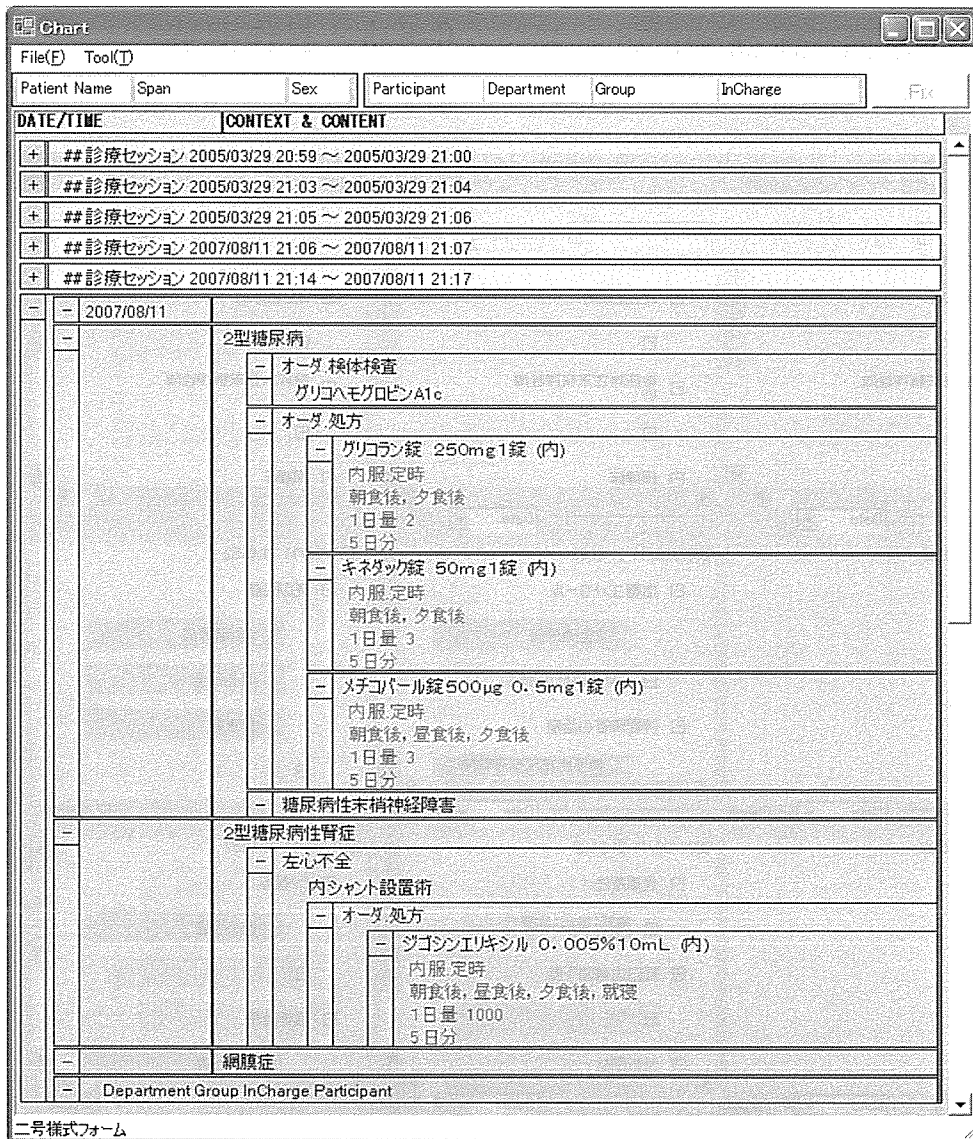 Chart
File(F) Tool(T)
Patient Name Span Sex Participant Department Group InCharge Fix
DATE/TIME CONTEXT & CONTENT
+ ##診療セッション 2005/03/29 20:59 ～ 2005/03/29 21:00
+ ##診療セッション 2005/03/29 21:03 ～ 2005/03/29 21:04
+ ##診療セッション 2005/03/29 21:05 ～ 2005/03/29 21:06
+ ##診療セッション 2007/08/11 21:06 ～ 2007/08/11 21:07
+ ##診療セッション 2007/08/11 21:14 ～ 2007/08/11 21:17
- - 2007/08/11
- 2型糖尿病
- オーダ.検体検査
グリコヘモグロビンA1c
- オーダ.処方
- グリコラン錠 250mg1錠 (内)
内服.定時
朝食後, 夕食後
1日量 2
5日分
- キネダック錠 50mg1錠 (内)
内服.定時
朝食後, 夕食後
1日量 3
5日分
- メチコバール錠500μg 0.5mg1錠 (内)
内服.定時
朝食後, 昼食後, 夕食後
1日量 3
5日分
- 糖尿病性末梢神経障害
- 2型糖尿病性腎症
- 左心不全
内シャント設置術
- オーダ.処方
- ジゴシンエリキシル 0.005%10mL (内)
内服.定時
朝食後, 昼食後, 夕食後, 就寝
1日量 1000
5日分
- 網膜症
- Department Group InCharge Participant
二号様式フォーム